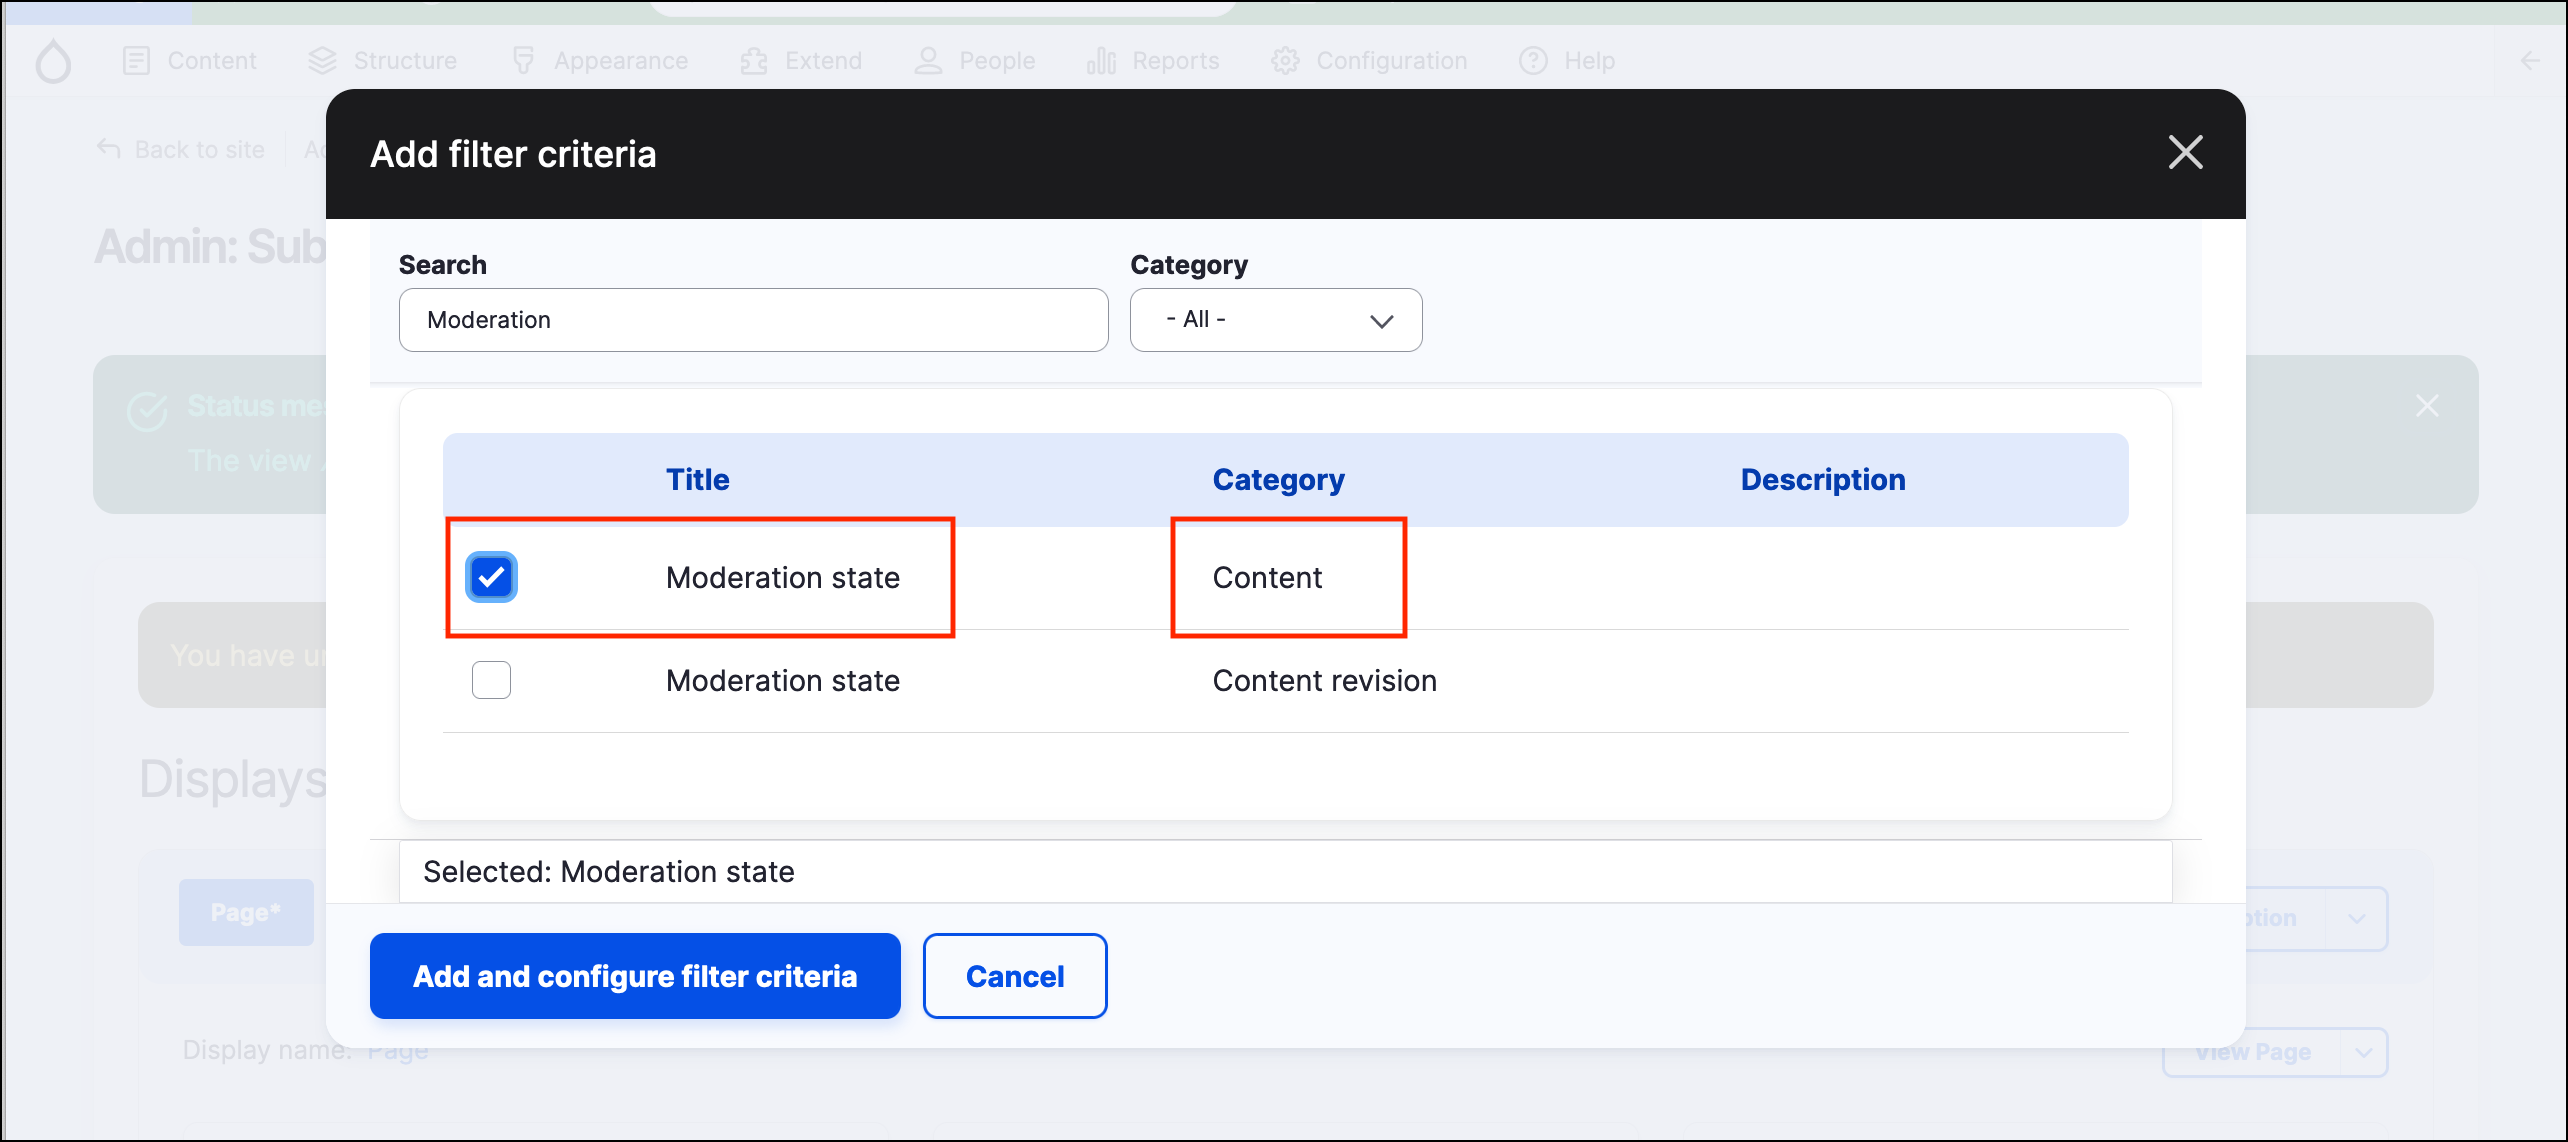 Content Structure Appearance Extend People Reports Configuration Help
Back to site
Add filter criteria
Admin: Sub
Search Category
Moderation - All -
Status mes
The view
Title Category Description
Moderation state Content
You have un
Moderation state Content revision
Displays
Selected: Moderation state
Page*
Add and configure filter criteria Cancel
Display name: Page
View Page